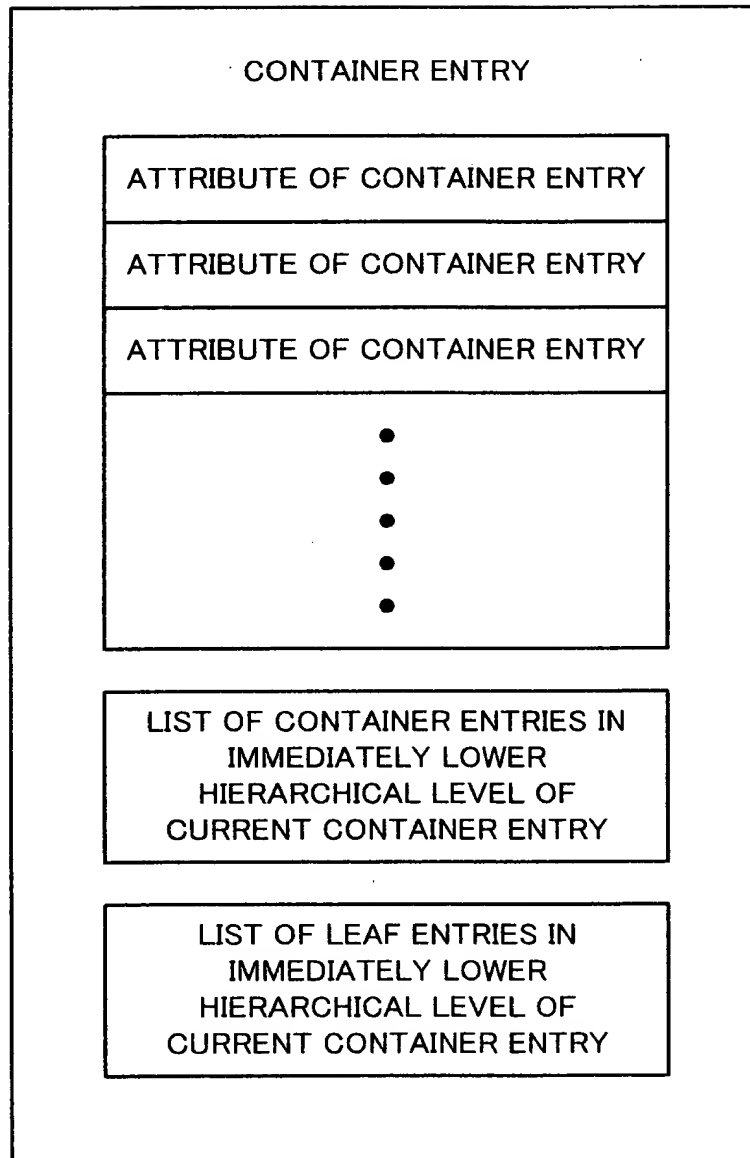 CONTAINER ENTRY
ATTRIBUTE OF CONTAINER ENTRY
ATTRIBUTE OF CONTAINER ENTRY
ATTRIBUTE OF CONTAINER ENTRY
LIST OF CONTAINER ENTRIES IN
IMMEDIATELY LOWER
HIERARCHICAL LEVEL OF
CURRENT CONTAINER ENTRY
LIST OF LEAF ENTRIES IN
IMMEDIATELY LOWER
HIERARCHICAL LEVEL OF
CURRENT CONTAINER ENTRY